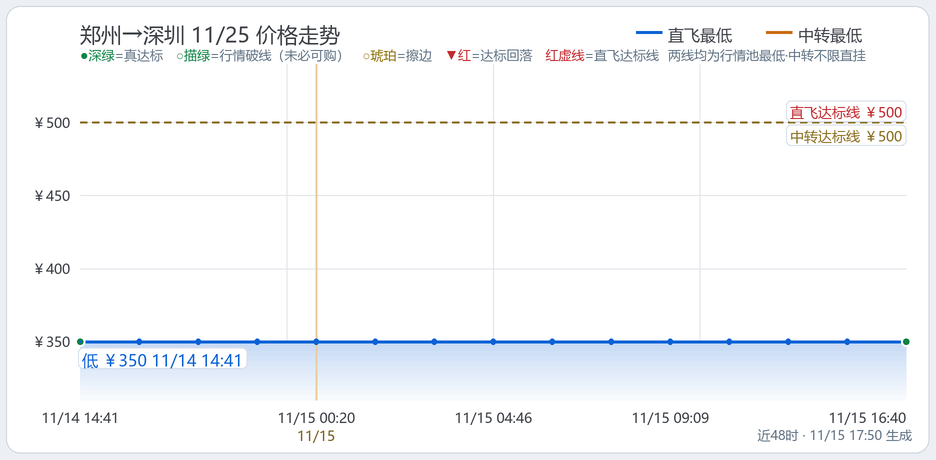 郑州→深圳 11/25 价格走势
直飞最低 中转最低
●深绿=真达标 ○描绿=行情破线（未必可购） ○琥珀=擦边 ▼红=达标回落 红虚线=直飞达标线 两线均为行情池最低·中转不限直挂
直飞达标线 ￥500
￥500
中转达标线 ￥500
￥450
￥400
￥350
低 ￥350 11/14 14:41
11/14 14:41 11/15 00:20 11/15 04:46 11/15 09:09 11/15 16:40
11/15
近48时 · 11/15 17:50 生成